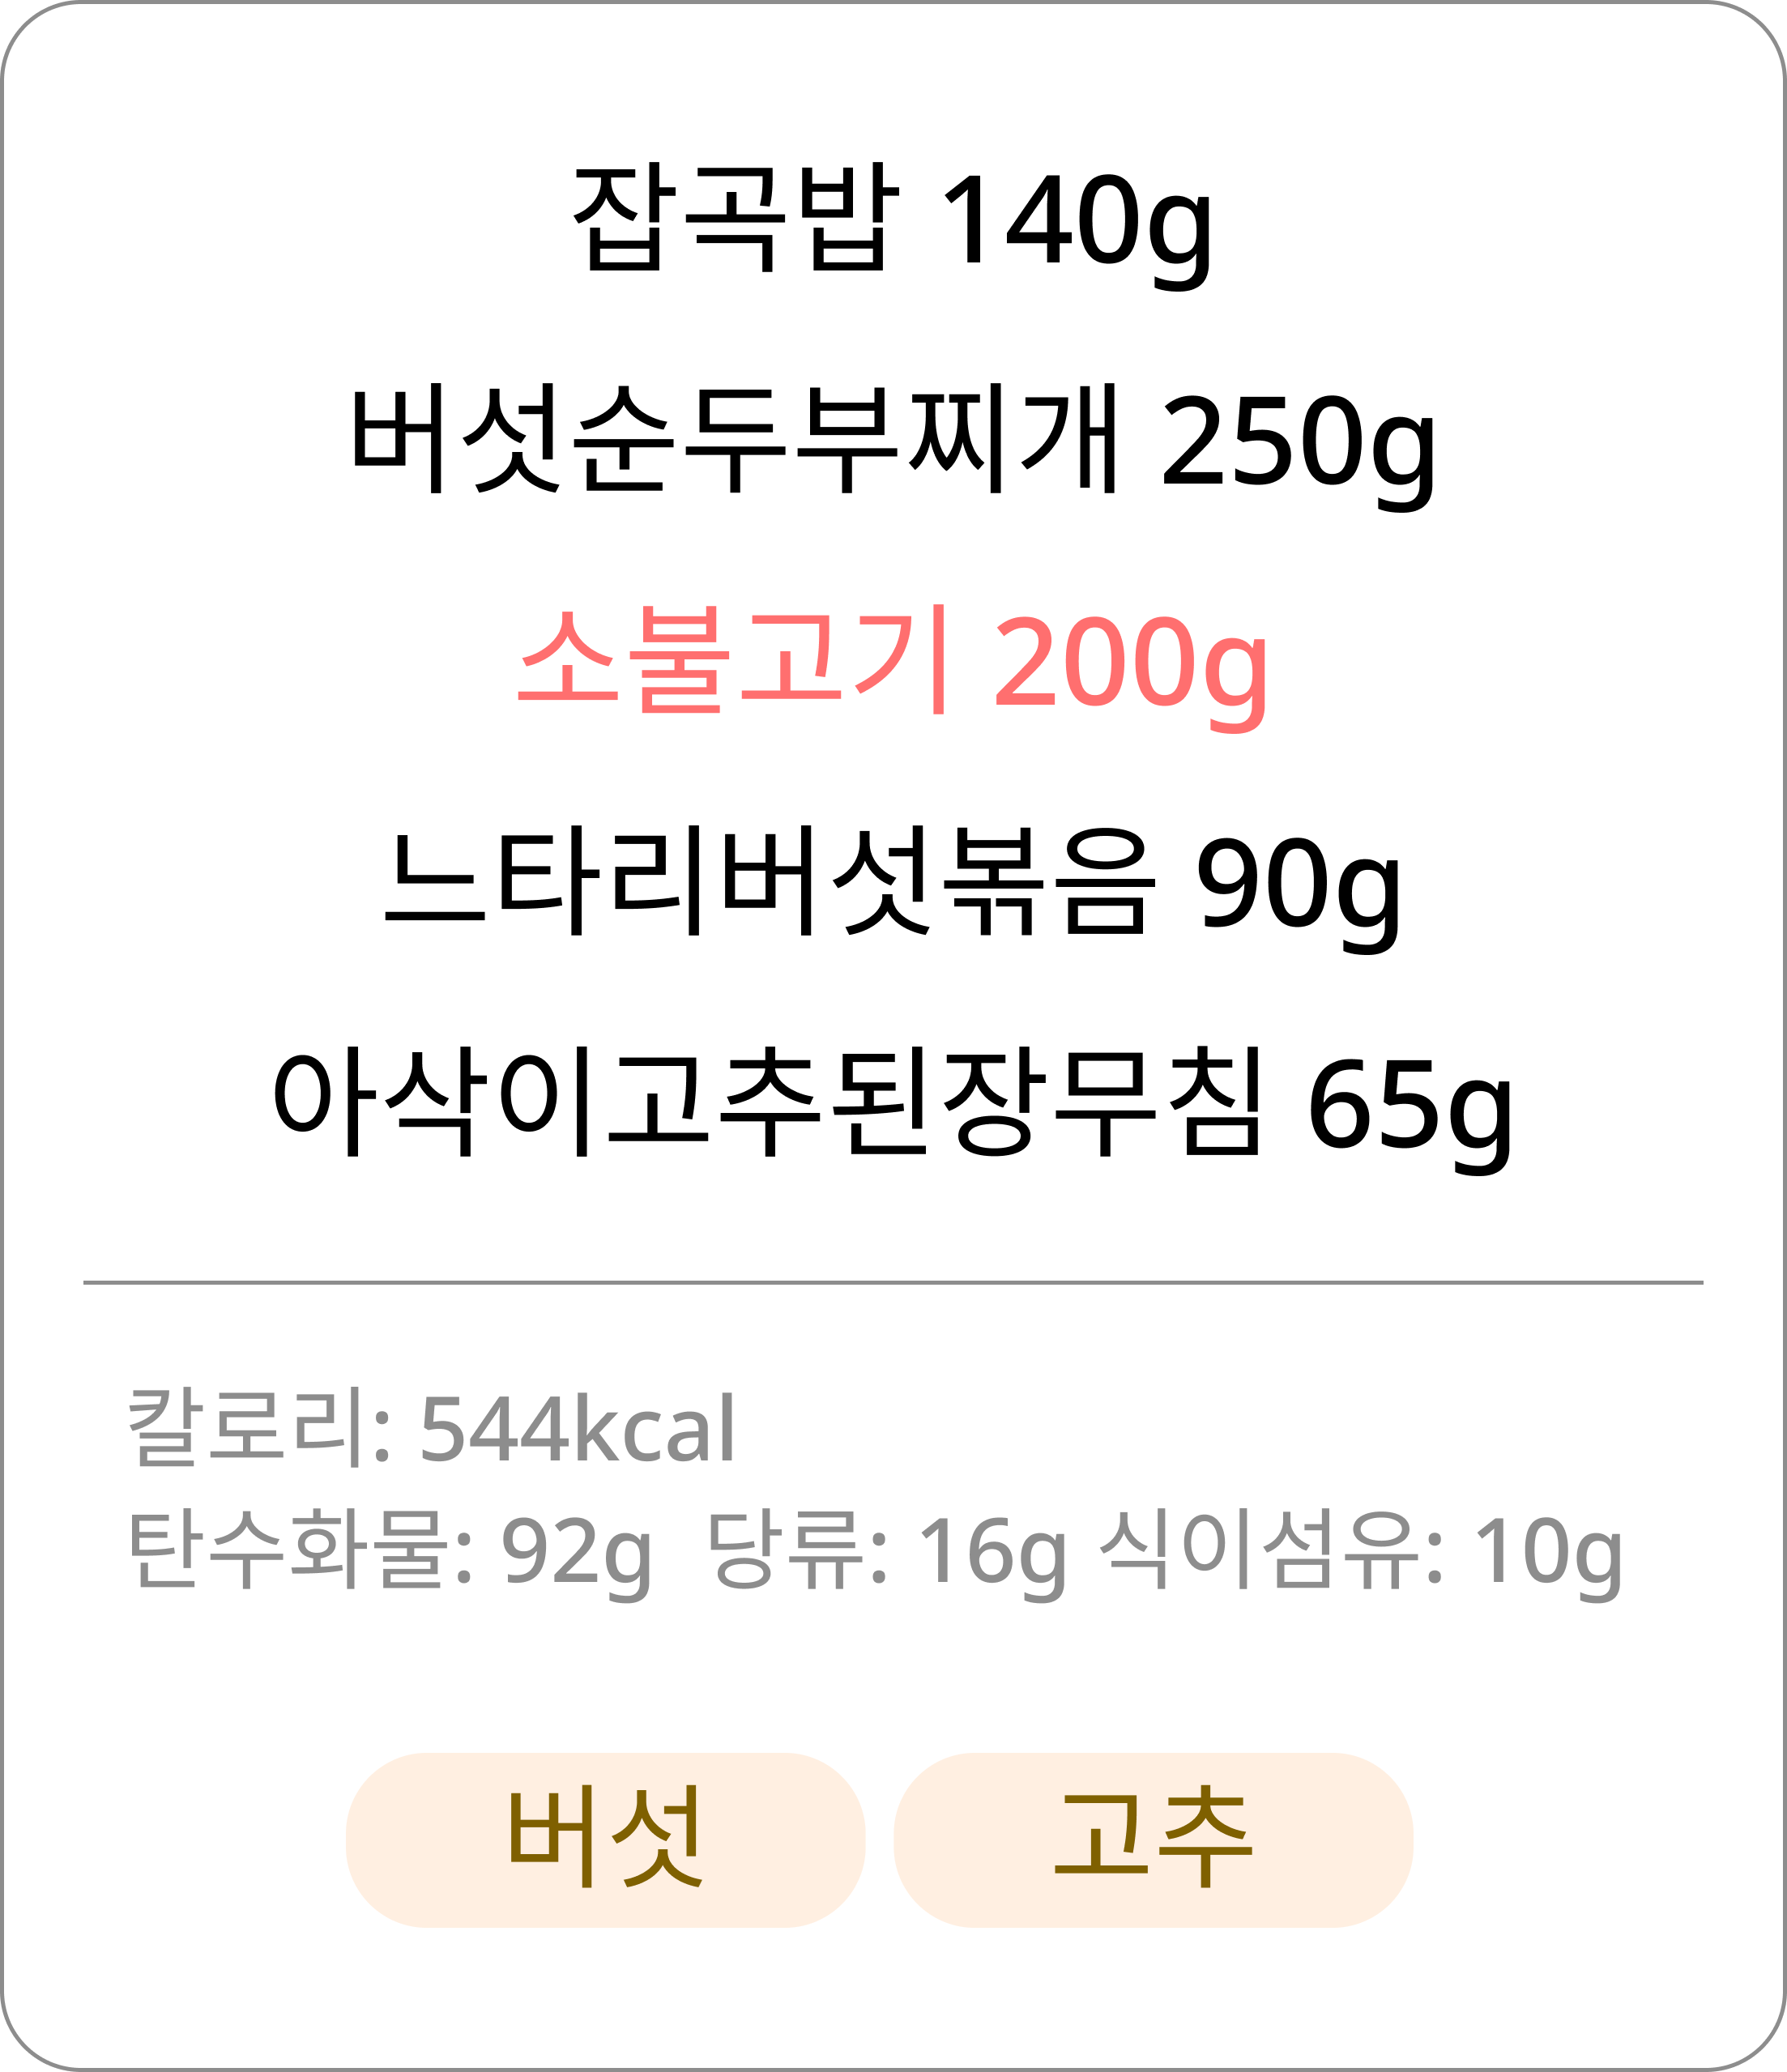 잡곡밥 140g
버섯순두부찌개 250g
소불고기 200g
느타리버섯볶음 90g
아삭이고추된장무침 65g
칼로리: 544kcal
탄수화물: 92g 당류: 16g 식이섬유: 10g
버섯 고추